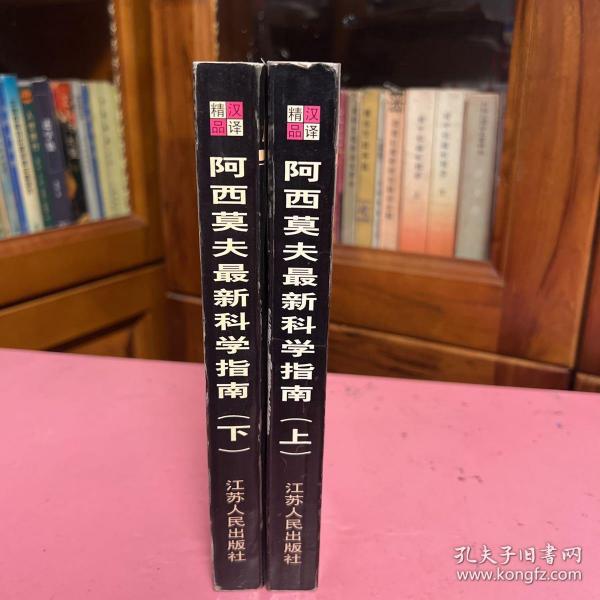 汉译
精品
阿西莫夫最新科学指南（下）
江苏人民出版社
汉译
精品
阿西莫夫最新科学指南（上）
江苏人民出版社
孔夫子旧书网
www.kongfz.com